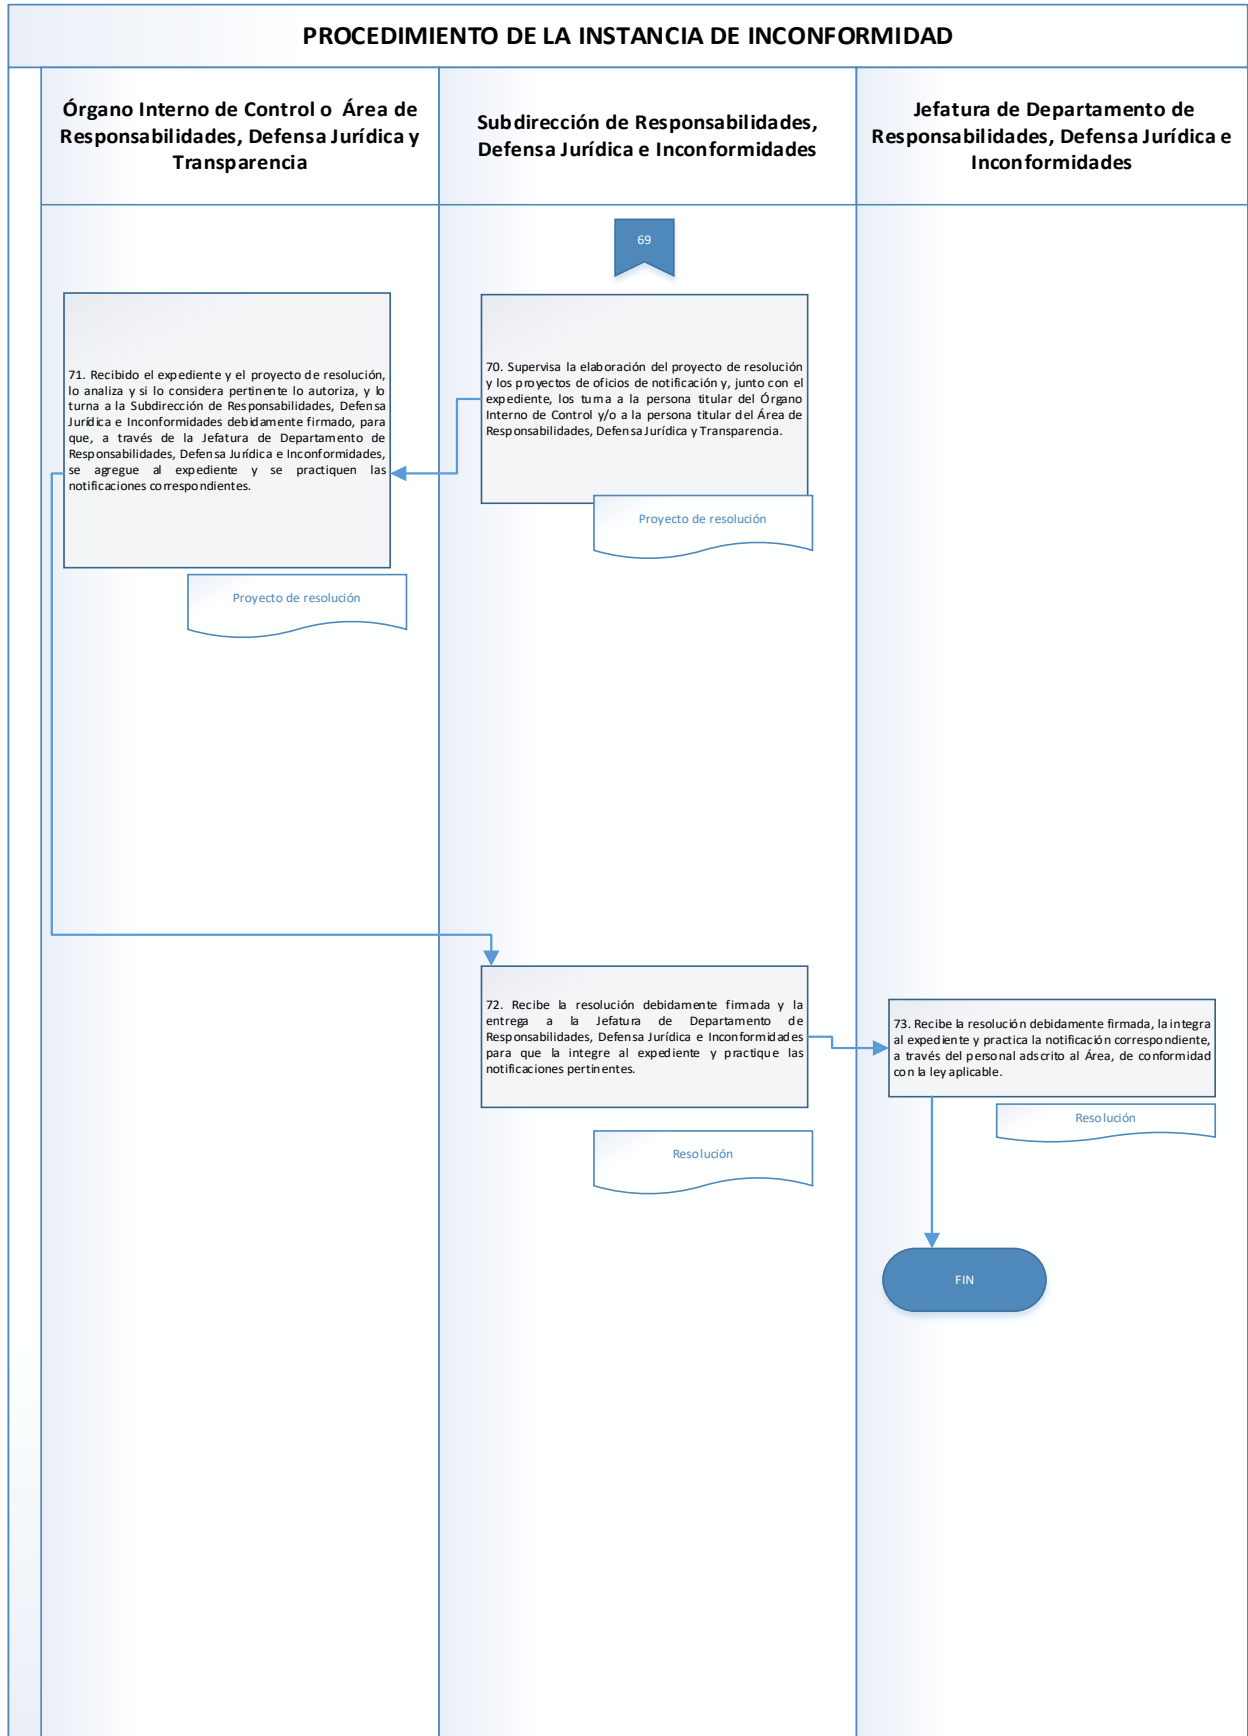 PROCEDIMIENTO DE LA INSTANCIA DE INCONFORMIDAD
Órgano Interno de Control o Área de
Responsabilidades, Defensa Jurídica y
Transparencia
Subdirección de Responsabilidades,
Defensa Jurídica e Inconformidades
Jefatura de Departamento de
Responsabilidades, Defensa Jurídica e
Inconformidades
69
70. Supervisa la elaboración del proyecto de resolución
y los proyectos de oficios de notificación y, junto con el
expediente, los turna a la persona titular del Órgano
Interno de Control y/o a la persona titular del Área de
Responsabilidades, Defensa Jurídica y Transparencia.
Proyecto de resolución
71. Recibido el expediente y el proyecto de resolución,
lo analiza y si lo considera pertinente lo autoriza, y lo
turna a la Subdirección de Responsabilidades, Defensa
Jurídica e Inconformidades debidamente firmado, para
que, a través de la Jefatura de Departamento de
Responsabilidades, Defensa Jurídica e Inconformidades,
se agregue al expediente y se practiquen las
notificaciones correspondientes.
Proyecto de resolución
72. Recibe la resolución debidamente firmada y la
entrega a la Jefatura de Departamento de
Responsabilidades, Defensa Jurídica e Inconformidades
para que la integre al expediente y practique las
notificaciones pertinentes.
Resolución
73. Recibe la resolución debidamente firmada, la integra
al expediente y practica la notificación correspondiente,
a través del personal adscrito al Área, de conformidad
con la ley aplicable.
Resolución
FIN